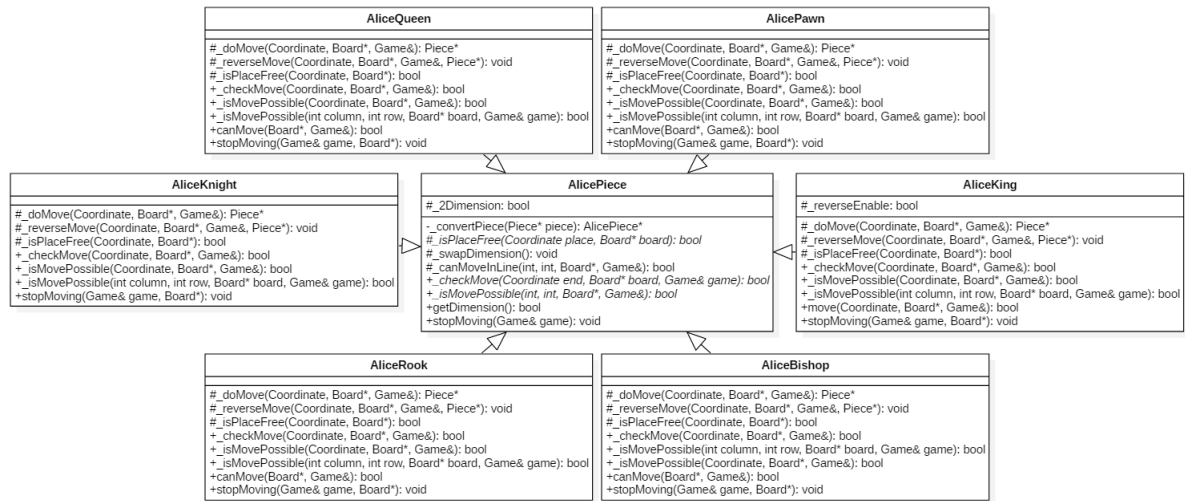 AliceQueen
#_doMove(Coordinate, Board*, Game&): Piece*
#_reverseMove(Coordinate, Board*, Game&, Piece*): void
#_isPlaceFree(Coordinate, Board*): bool
+_checkMove(Coordinate, Board*, Game&): bool
+_isMovePossible(Coordinate, Board*, Game&): bool
+_isMovePossible(int column, int row, Board* board, Game& game): bool
+canMove(Board*, Game&): bool
+stopMoving(Game& game, Board*): void
AlicePawn
#_doMove(Coordinate, Board*, Game&): Piece*
#_reverseMove(Coordinate, Board*, Game&, Piece*): void
#_isPlaceFree(Coordinate, Board*): bool
+_checkMove(Coordinate, Board*, Game&): bool
+_isMovePossible(Coordinate, Board*, Game&): bool
+_isMovePossible(int column, int row, Board* board, Game& game): bool
+canMove(Board*, Game&): bool
+stopMoving(Game& game, Board*): void
AliceKnight
#_doMove(Coordinate, Board*, Game&): Piece*
#_reverseMove(Coordinate, Board*, Game&, Piece*): void
#_isPlaceFree(Coordinate, Board*): bool
+_checkMove(Coordinate, Board*, Game&): bool
+_isMovePossible(Coordinate, Board*, Game&): bool
+_isMovePossible(int column, int row, Board* board, Game& game): bool
+stopMoving(Game& game, Board*): void
AlicePiece
#_2Dimension: bool
-_convertPiece(Piece* piece): AlicePiece*
#_isPlaceFree(Coordinate place, Board* board): bool
#_swapDimension(): void
#_canMoveInLine(int, int, Board*, Game&): bool
+_checkMove(Coordinate end, Board* board, Game& game): bool
+_isMovePossible(int, int, Board*, Game&): bool
+getDimension(): bool
+stopMoving(Game& game): void
AliceKing
#_reverseEnable: bool
#_doMove(Coordinate, Board*, Game&): Piece*
#_reverseMove(Coordinate, Board*, Game&, Piece*): void
#_isPlaceFree(Coordinate, Board*): bool
+_checkMove(Coordinate, Board*, Game&): bool
+_isMovePossible(Coordinate, Board*, Game&): bool
+_isMovePossible(int column, int row, Board* board, Game& game): bool
+move(Coordinate, Board*, Game&): bool
+stopMoving(Game& game, Board*): void
AliceRook
#_doMove(Coordinate, Board*, Game&): Piece*
#_reverseMove(Coordinate, Board*, Game&, Piece*): void
#_isPlaceFree(Coordinate, Board*): bool
+_checkMove(Coordinate, Board*, Game&): bool
+_isMovePossible(Coordinate, Board*, Game&): bool
+_isMovePossible(int column, int row, Board* board, Game& game): bool
+canMove(Board*, Game&): bool
+stopMoving(Game& game, Board*): void
AliceBishop
#_doMove(Coordinate, Board*, Game&): Piece*
#_reverseMove(Coordinate, Board*, Game&, Piece*): void
#_isPlaceFree(Coordinate, Board*): bool
+_checkMove(Coordinate, Board*, Game&): bool
+_isMovePossible(int column, int row, Board* board, Game& game): bool
+_isMovePossible(Coordinate, Board*, Game&): bool
+canMove(Board*, Game&): bool
+stopMoving(Game& game, Board*): void